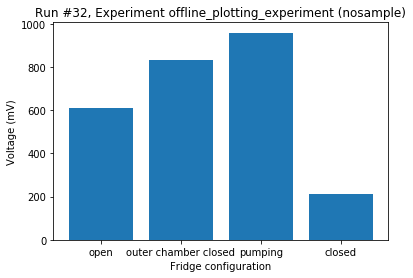 Run #32, Experiment offline_plotting_experiment (nosample)
1000
800
600
400
200
0
Voltage (mV)
open outer chamber closed pumping closed
Fridge configuration